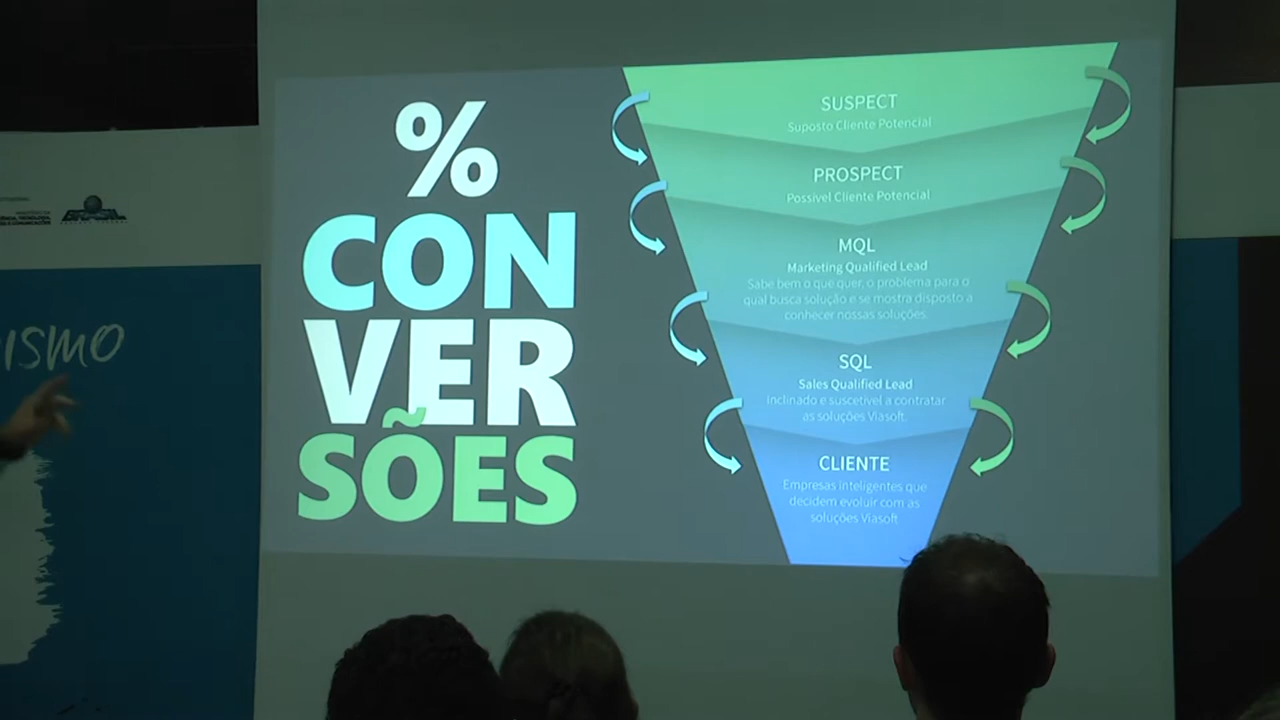 %
CON
VER
SÕES
SUSPECT
Suposto Cliente Potencial
PROSPECT
Possível Cliente Potencial
MQL
Marketing Qualified Lead
Sabe bem o que quer, o problema para o
qual busca solução e se mostra disposto a
conhecer nossas soluções.
SQL
Sales Qualified Lead
Inclinado e suscetível a contratar
as soluções Viasoft.
CLIENTE
Empresas inteligentes que
decidem evoluir com as
soluções Viasoft
ISMO